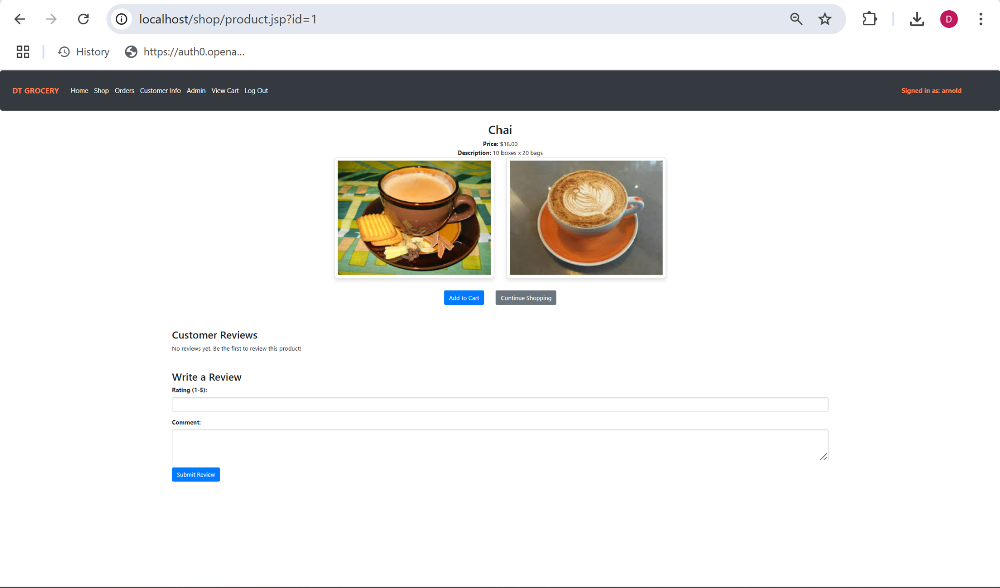 localhost/shop/product.jsp?id=1
D
History
https://auth0.opena...
DT GROCERY Home Shop Orders Customer Info Admin View Cart Log Out Signed in as: arnold
Chai
Price: $18.00
Description: 10 boxes x 20 bags
Add to Cart Continue Shopping
Customer Reviews
No reviews yet. Be the first to review this product!
Write a Review
Rating (1-5):
Comment:
Submit Review